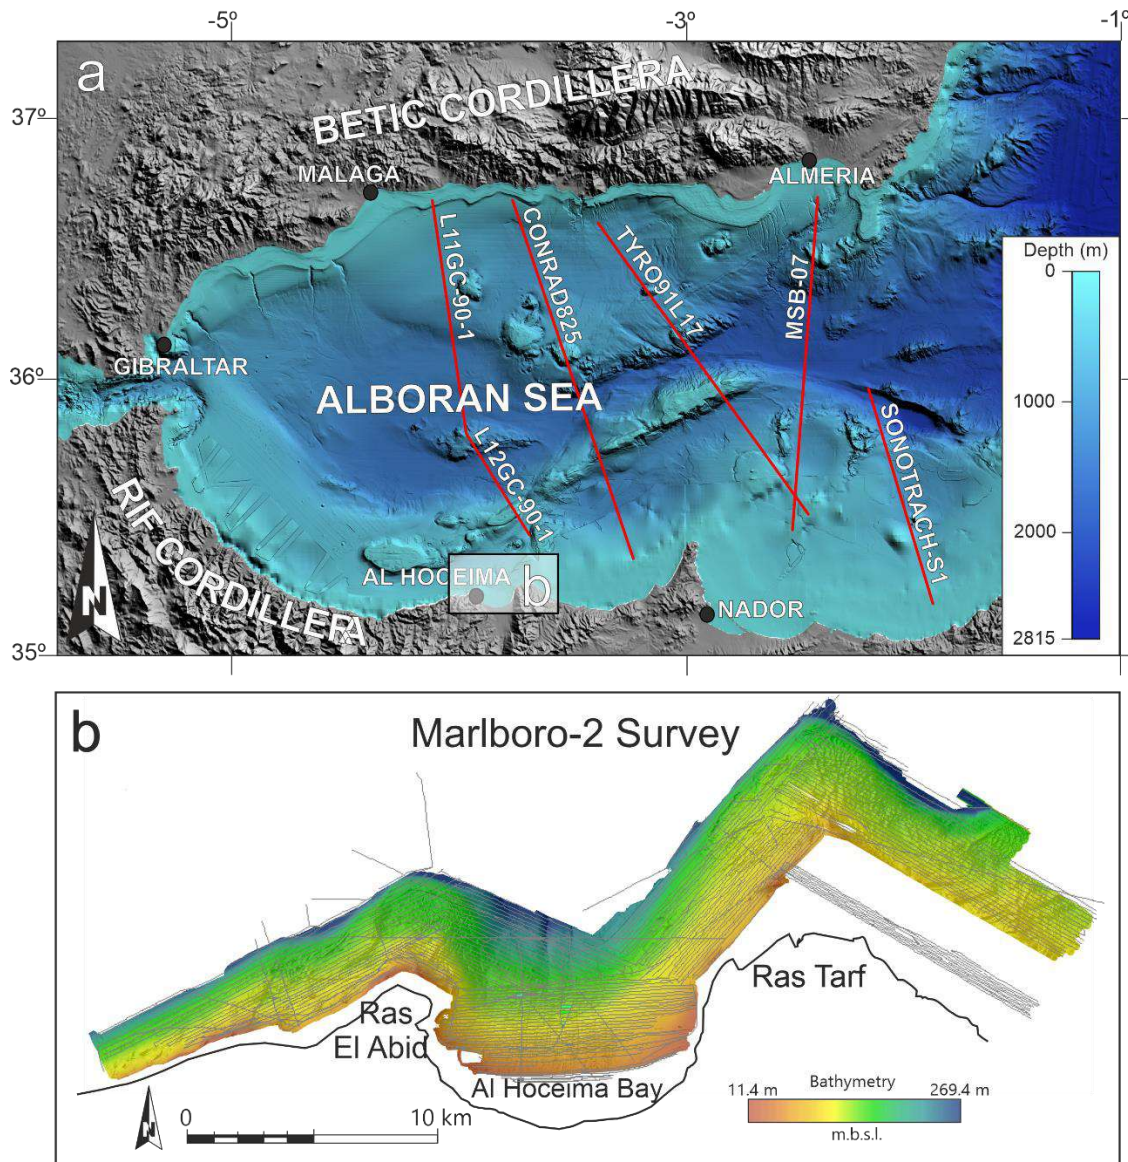 -5º
-3º
-1º
a
37º
36º
35º
BETIC CORDILLERA
MALAGA
ALMERIA
L11GC-90-1
CONRAD825
TYRO91L17
MSB-07
Depth (m)
0
1000
2000
2815
GIBRALTAR
ALBORAN SEA
L12GC-90-1
SONOTRACH-S1
RIF CORDILLERA
AL HOCEIMA
b
NADOR
N
b
Marlboro-2 Survey
Ras Tarf
Ras
El Abid
Al Hoceima Bay
0
10 km
N
11.4 m
Bathymetry
269.4 m
m.b.s.l.